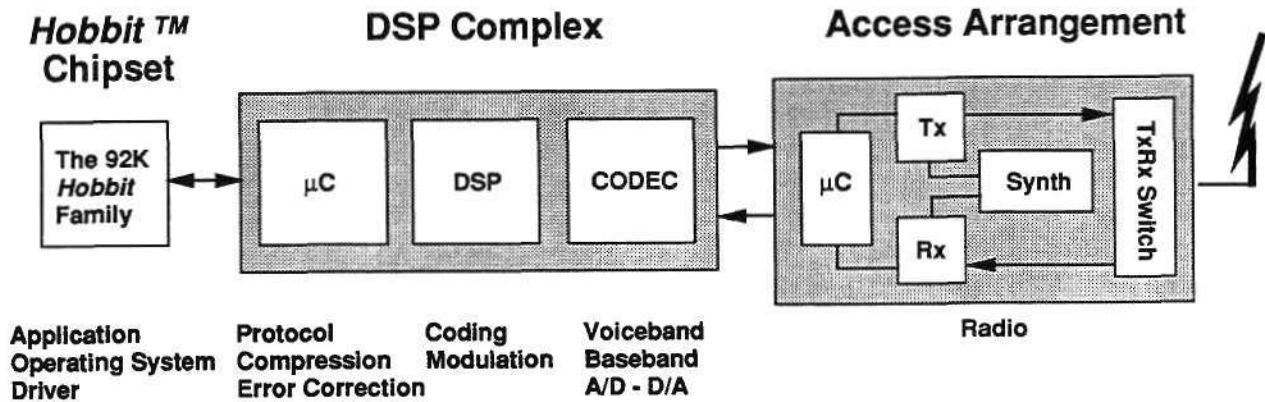 Hobbit ™
Chipset
DSP Complex
Access Arrangement
The 92K
Hobbit
Family
μC
DSP
CODEC
μC
Tx
Synth
Rx
TxRx Switch
Radio
Application
Operating System
Driver
Protocol
Compression
Error Correction
Coding
Modulation
Voiceband
Baseband
A/D - D/A